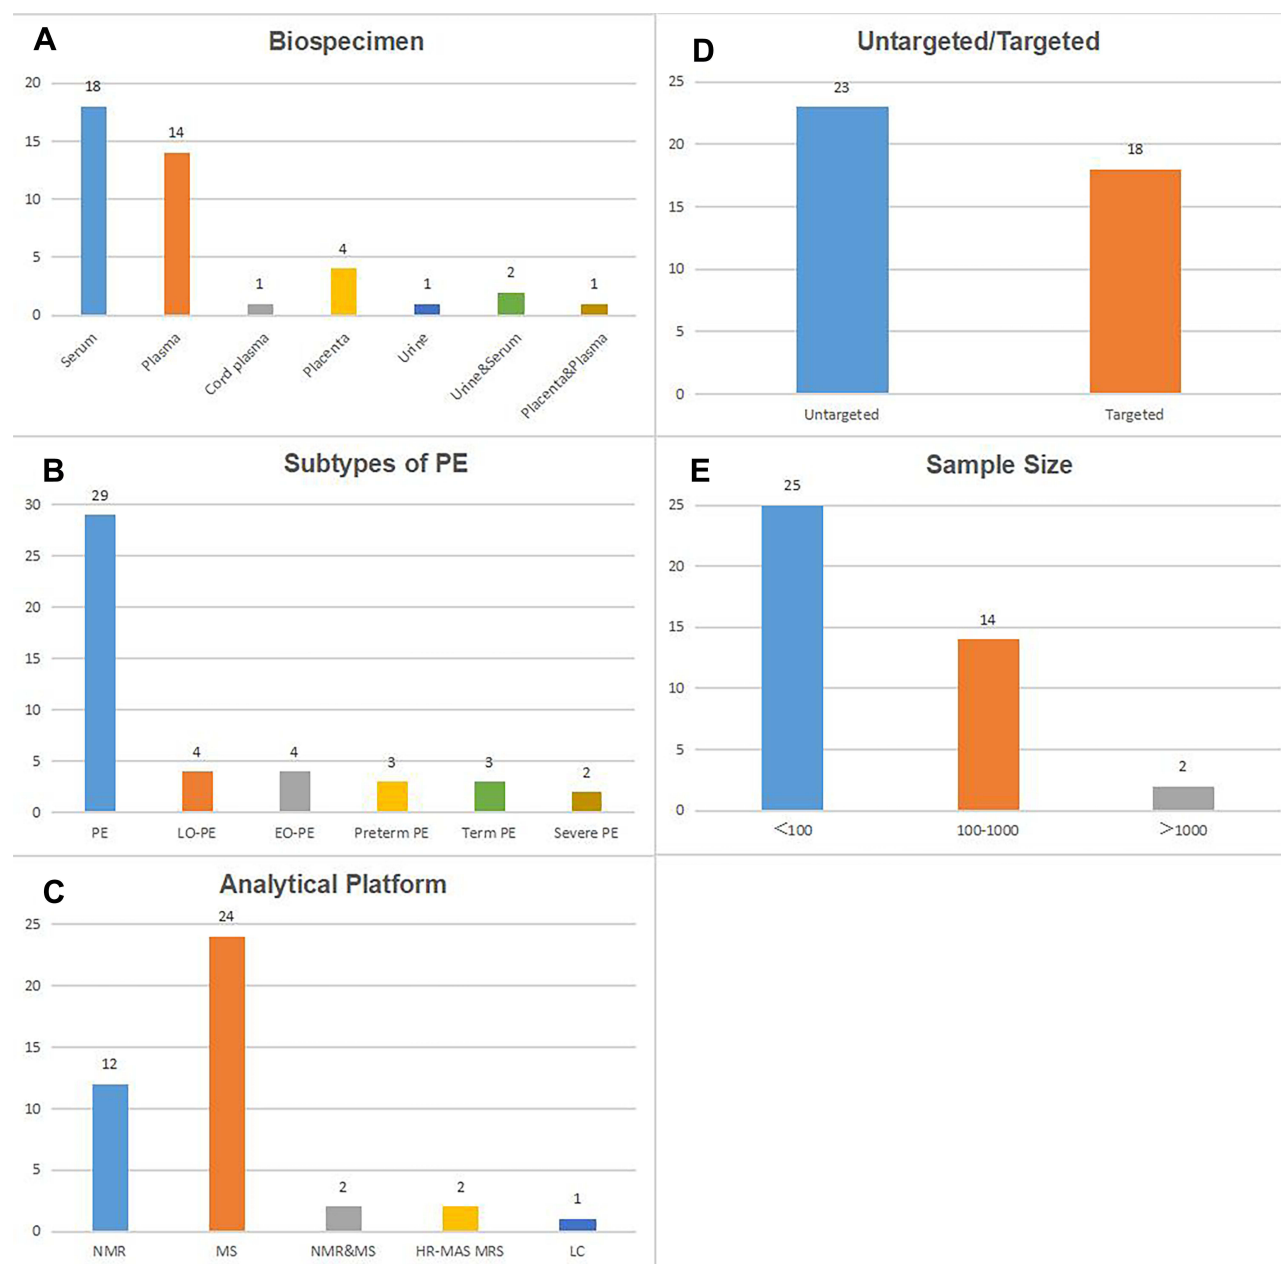 A
Biospecimen
20
15
10
5
0
18
14
1
4
1
2
1
Serum
Plasma
Cord plasma
Placenta
Urine
Urine&Serum
Placenta&Plasma
D
Untargeted/Targeted
25
20
15
10
5
0
23
18
Untargeted
Targeted
B
Subtypes of PE
30
25
20
15
10
5
0
29
4
4
3
3
2
PE
LO-PE
EO-PE
Preterm PE
Term PE
Severe PE
E
Sample Size
25
20
15
10
5
0
25
14
2
<100
100-1000
>1000
C
Analytical Platform
25
20
15
10
5
0
12
24
2
2
1
NMR
MS
NMR&MS
HR-MAS MRS
LC